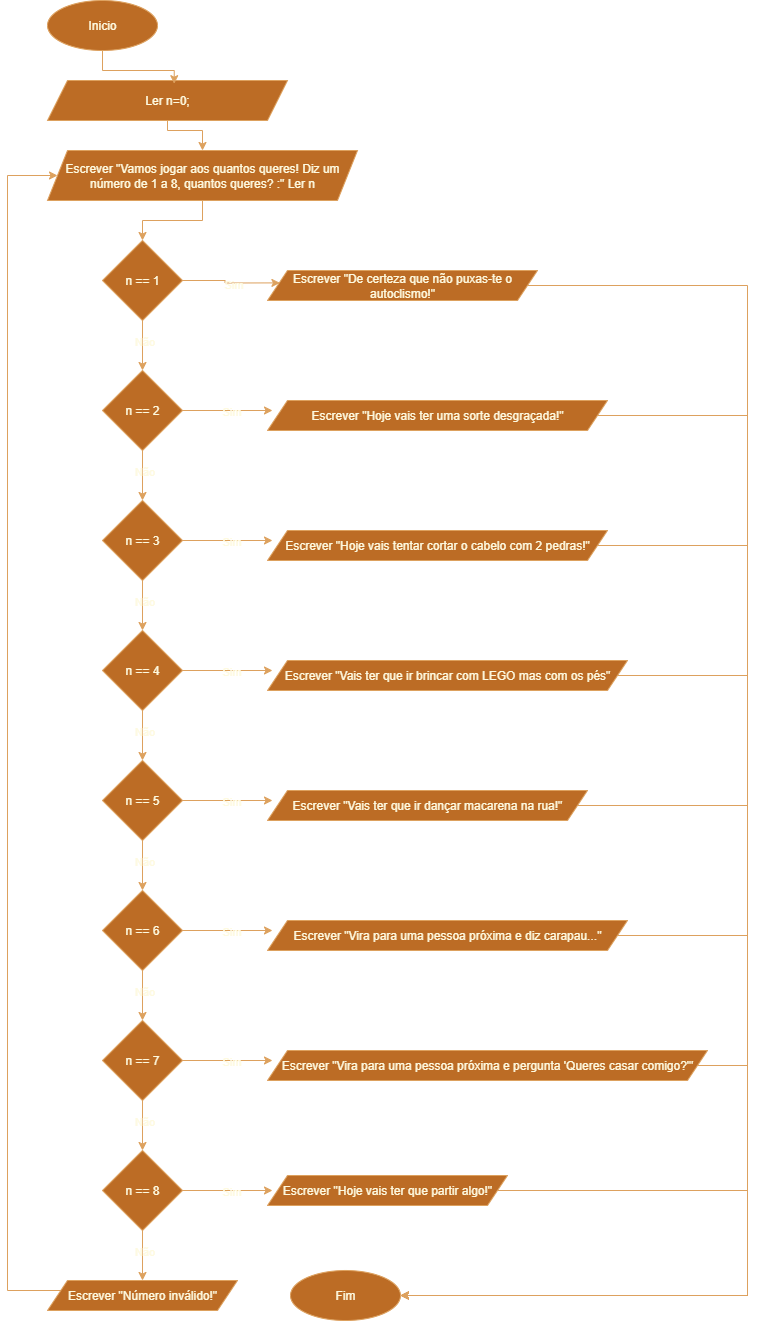 Inicio
Ler n=0;
Escrever "Vamos jogar aos quantos queres! Diz um
número de 1 a 8, quantos queres? :" Ler n
n == 1
Escrever "De certeza que não puxas-te o
autoclismo!"
n == 2
Escrever "Hoje vais ter uma sorte desgraçada!"
n == 3
Escrever "Hoje vais tentar cortar o cabelo com 2 pedras!"
n == 4
Escrever "Vais ter que ir brincar com LEGO mas com os pés"
n == 5
Escrever "Vais ter que ir dançar macarena na rua!"
n == 6
Escrever "Vira para uma pessoa próxima e diz carapau..."
n == 7
Escrever "Vira para uma pessoa próxima e pergunta 'Queres casar comigo?'"
n == 8
Escrever "Hoje vais ter que partir algo!"
Escrever "Número inválido!"
Fim